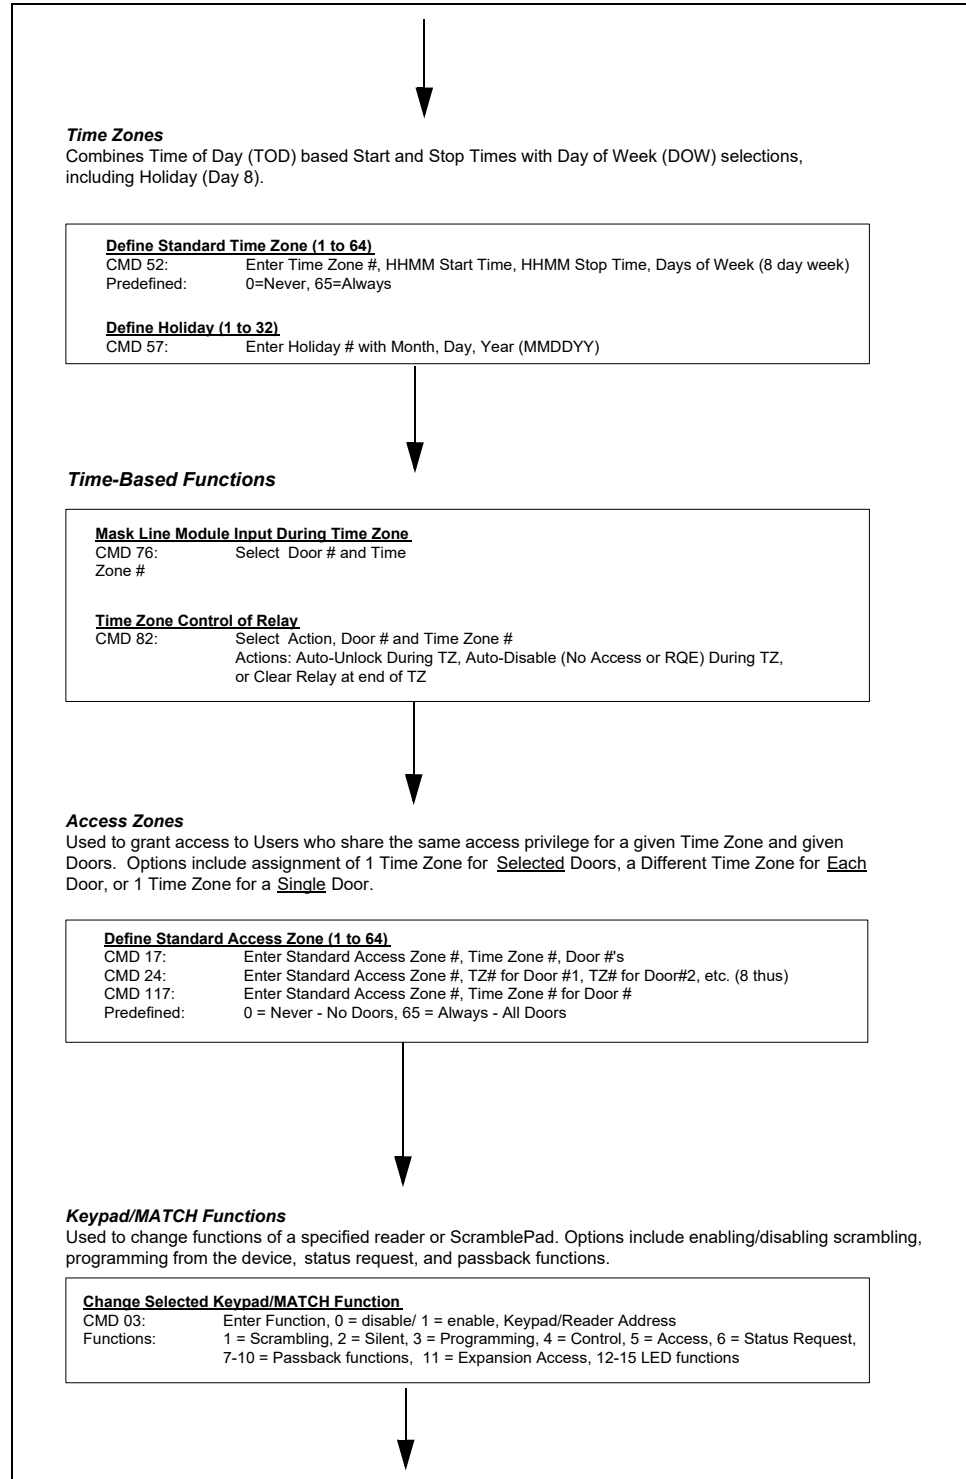 Time Zones
Combines Time of Day (TOD) based Start and Stop Times with Day of Week (DOW) selections,
including Holiday (Day 8).
Define Standard Time Zone (1 to 64)
CMD 52: Enter Time Zone #, HHMM Start Time, HHMM Stop Time, Days of Week (8 day week)
Predefined: 0=Never, 65=Always
Define Holiday (1 to 32)
CMD 57: Enter Holiday # with Month, Day, Year (MMDDYY)
Time-Based Functions
Mask Line Module Input During Time Zone
CMD 76: Select Door # and Time
Zone #
Time Zone Control of Relay
CMD 82: Select Action, Door # and Time Zone #
Actions: Auto-Unlock During TZ, Auto-Disable (No Access or RQE) During TZ,
or Clear Relay at end of TZ
Access Zones
Used to grant access to Users who share the same access privilege for a given Time Zone and given
Doors. Options include assignment of 1 Time Zone for Selected Doors, a Different Time Zone for Each
Door, or 1 Time Zone for a Single Door.
Define Standard Access Zone (1 to 64)
CMD 17: Enter Standard Access Zone #, Time Zone #, Door #'s
CMD 24: Enter Standard Access Zone #, TZ# for Door #1, TZ# for Door#2, etc. (8 thus)
CMD 117: Enter Standard Access Zone #, Time Zone # for Door #
Predefined: 0 = Never - No Doors, 65 = Always - All Doors
Keypad/MATCH Functions
Used to change functions of a specified reader or ScramblePad. Options include enabling/disabling scrambling,
programming from the device, status request, and passback functions.
Change Selected Keypad/MATCH Function
CMD 03: Enter Function, 0 = disable/ 1 = enable, Keypad/Reader Address
Functions: 1 = Scrambling, 2 = Silent, 3 = Programming, 4 = Control, 5 = Access, 6 = Status Request,
7-10 = Passback functions, 11 = Expansion Access, 12-15 LED functions